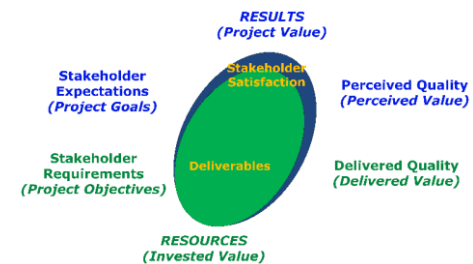 RESULTS
(Project Value)
Stakeholder
Satisfaction
Stakeholder
Expectations
(Project Goals)
Perceived Quality
(Perceived Value)
Stakeholder
Requirements
(Project Objectives)
Deliverables
Delivered Quality
(Delivered Value)
RESOURCES
(Invested Value)